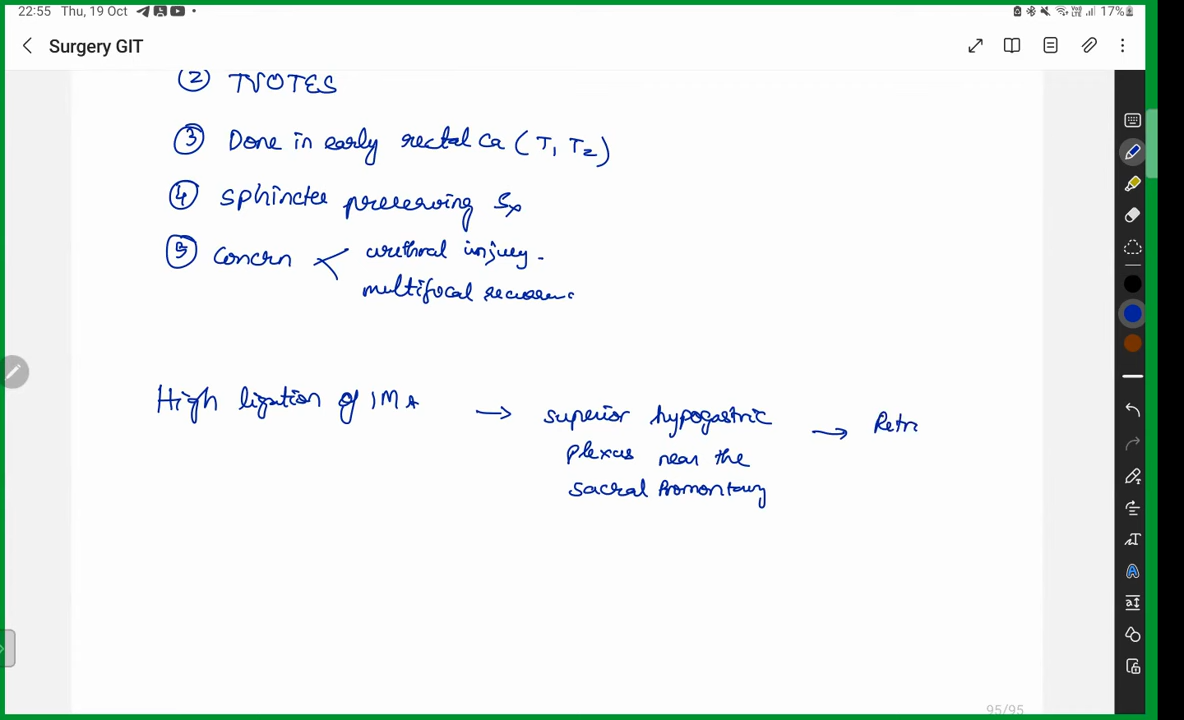 22:55 Thu, 19 Oct
17%
Surgery GIT
② TNOTES
③ Done in early rectal Ca (T1, T2)
④ sphincter preserving Sx
⑤ Concern
urethral injury.
multifocal recurrenc
High ligation of IMA → superior hypogastric → Retr
plexus near the
sacral Promontory
95/95